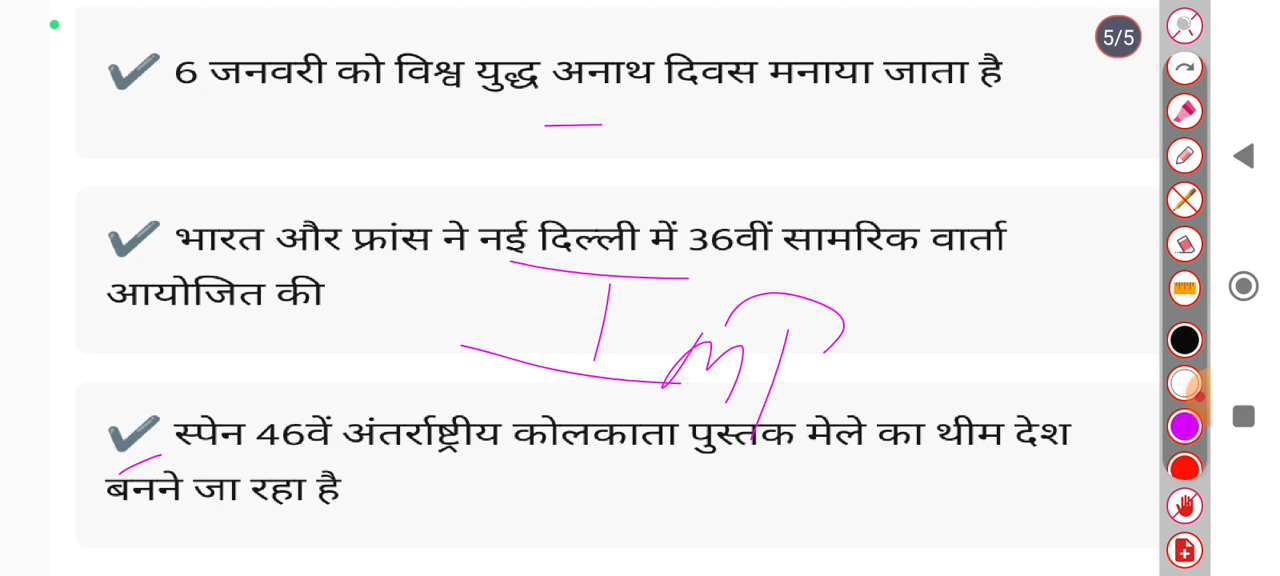 5/5
✔ 6 जनवरी को विश्व युद्ध अनाथ दिवस मनाया जाता है
✔ भारत और फ्रांस ने नई दिल्ली में 36वीं सामरिक वार्ता
आयोजित की
IMP
✔ स्पेन 46वें अंतर्राष्ट्रीय कोलकाता पुस्तक मेले का थीम देश
बनने जा रहा है